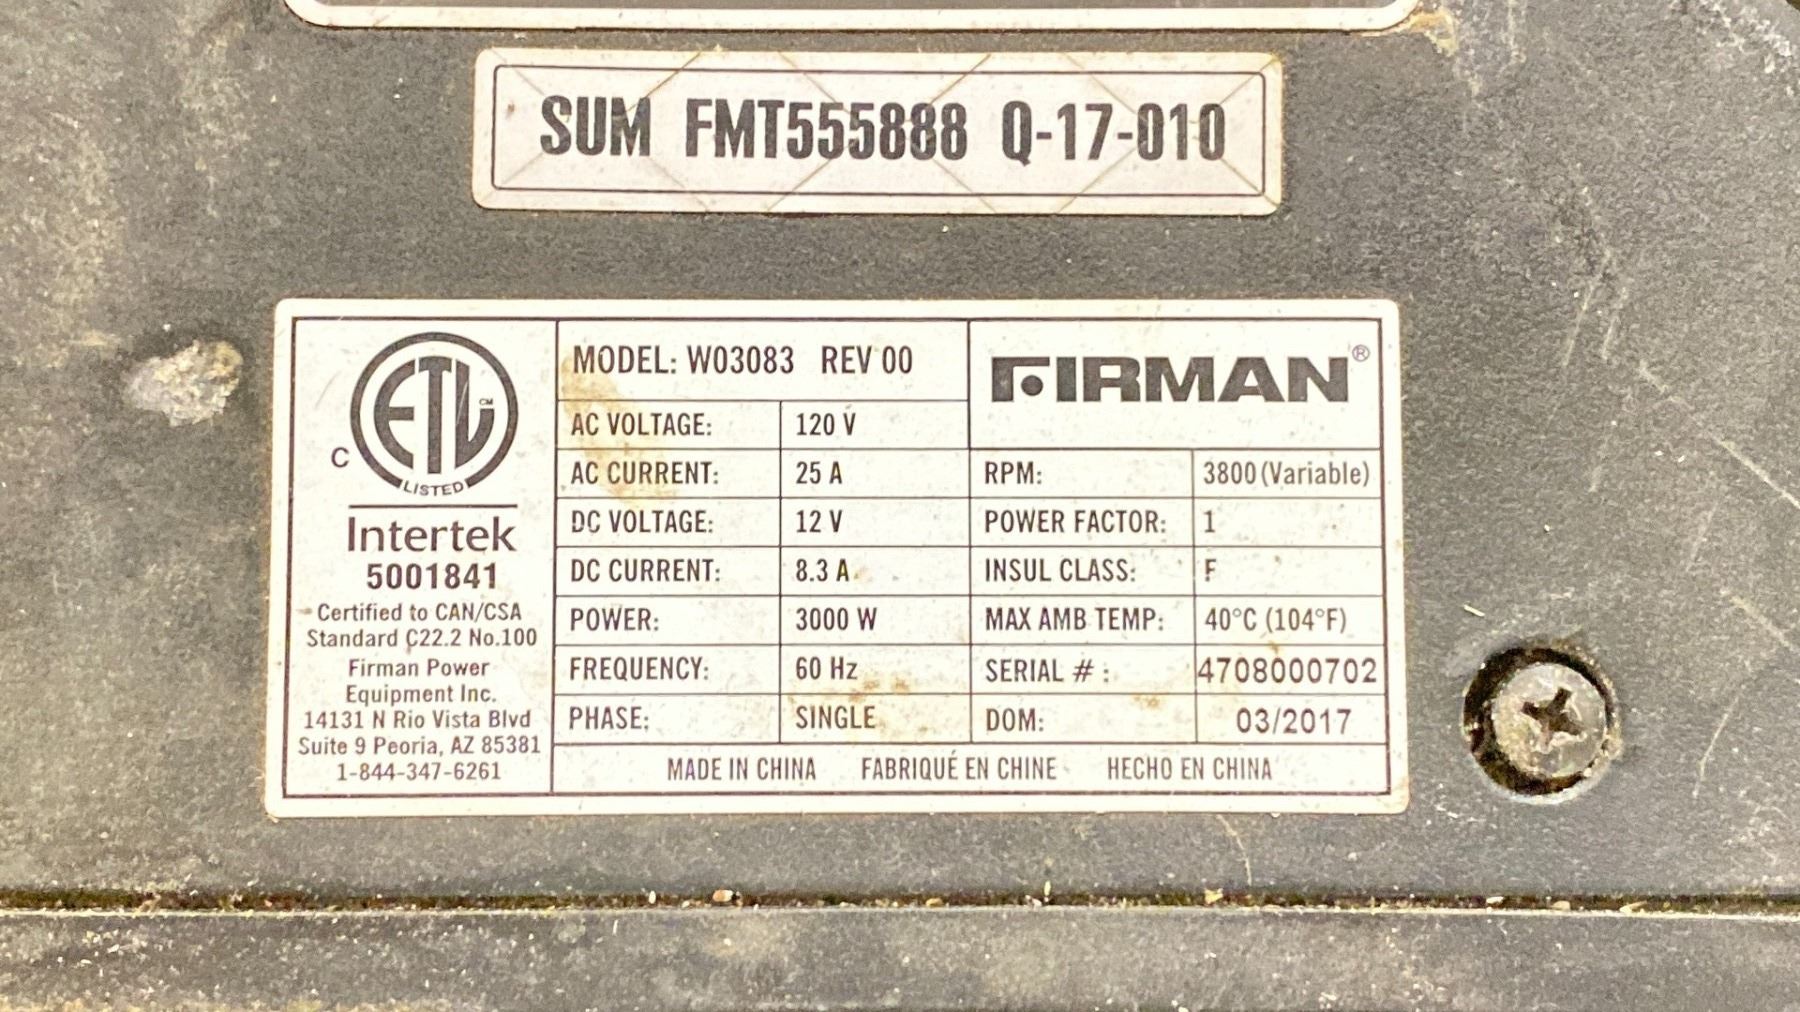 SUM FMT555888 Q-17-010
C ETL CM
LISTED
Intertek
5001841
Certified to CAN/CSA
Standard C22.2 No.100
Firman Power
Equipment Inc.
14131 N Rio Vista Blvd
Suite 9 Peoria, AZ 85381
1-844-347-6261
MODEL: W03083 REV 00
AC VOLTAGE: 120 V
AC CURRENT: 25 A
DC VOLTAGE: 12 V
DC CURRENT: 8.3 A
POWER: 3000 W
FREQUENCY: 60 Hz
PHASE: SINGLE
FIRMAN®
RPM: 3800 (Variable)
POWER FACTOR: 1
INSUL CLASS: F
MAX AMB TEMP: 40°C (104°F)
SERIAL # : 4708000702
DOM: 03/2017
MADE IN CHINA FABRIQUÉ EN CHINE HECHO EN CHINA